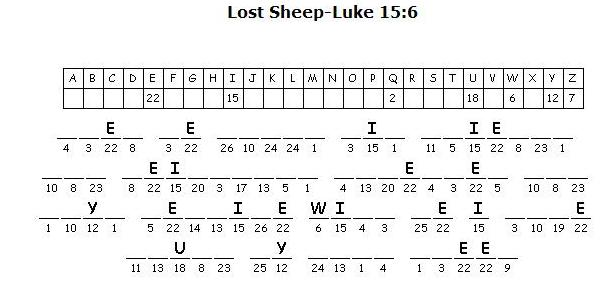 Lost Sheep-Luke 15:6
A B C D E F G H I J K L M N O P Q R S T U V W X Y Z
22 15 2 18 6 12 7
E E I I E
4 3 22 8 3 22 26 10 24 24 1 3 15 1 11 5 15 22 8 23 1
E I E E
10 8 23 8 22 15 20 3 17 13 5 1 4 13 20 22 4 3 22 5 10 8 23
Y E I E W I E I E
1 10 12 1 5 22 14 13 15 26 22 6 15 4 3 25 22 15 3 10 19 22
U Y E E
11 13 18 8 23 25 12 24 13 1 4 1 3 22 22 9